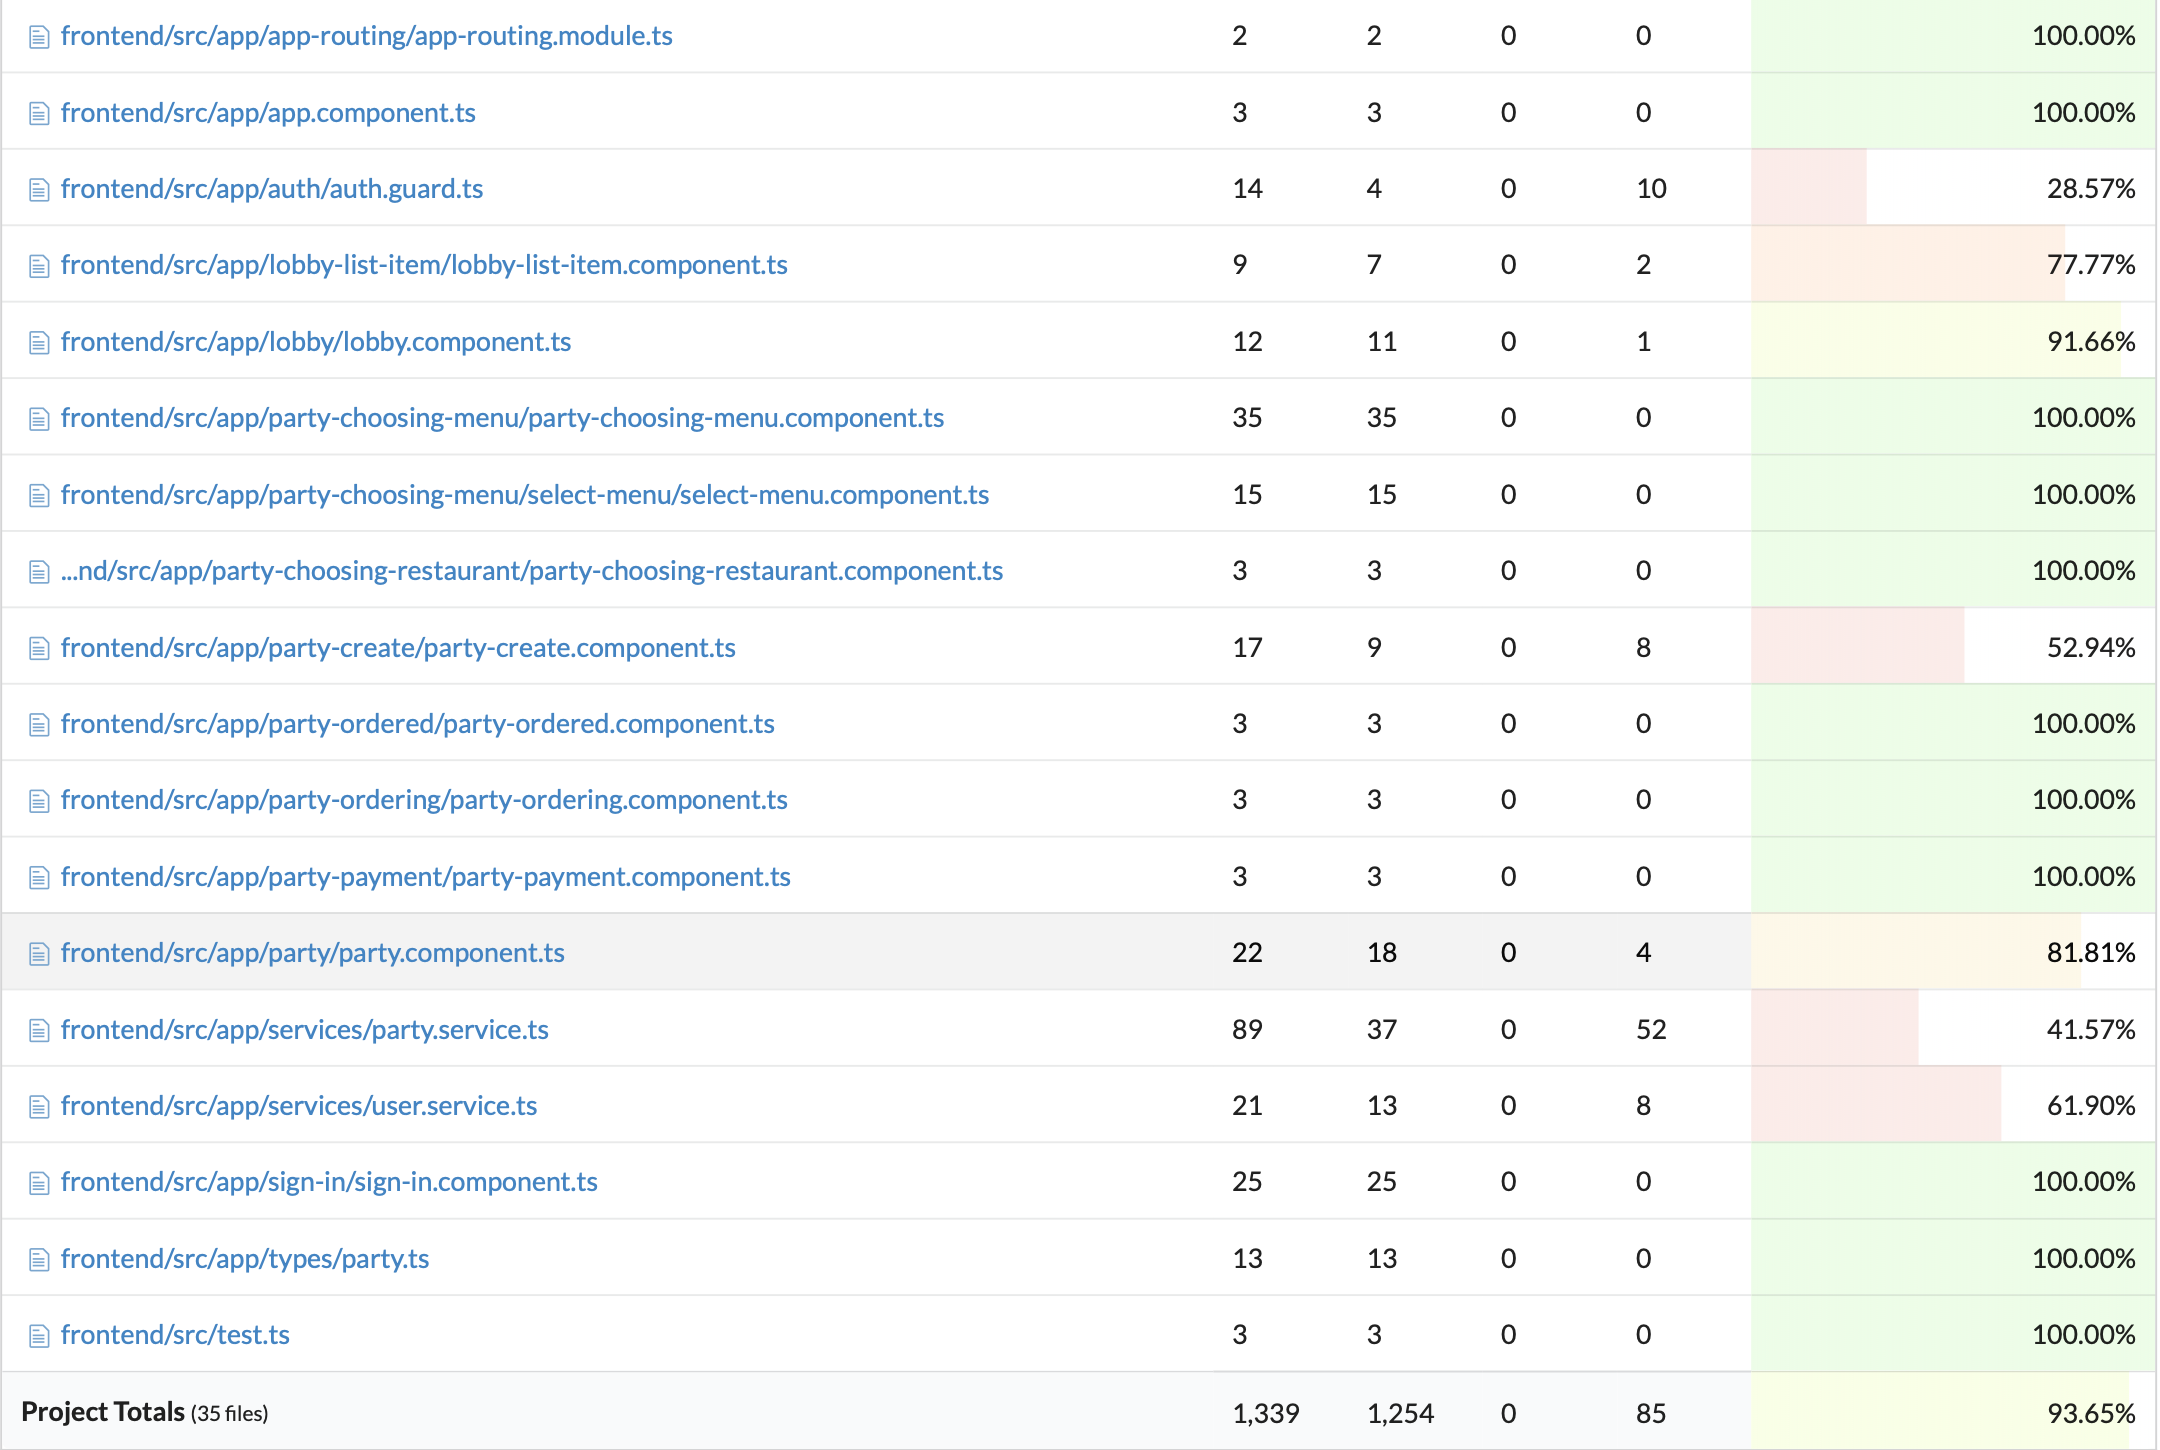 frontend/src/app/app-routing/app-routing.module.ts 2 2 0 0 100.00%
frontend/src/app/app.component.ts 3 3 0 0 100.00%
frontend/src/app/auth/auth.guard.ts 14 4 0 10 28.57%
frontend/src/app/lobby-list-item/lobby-list-item.component.ts 9 7 0 2 77.77%
frontend/src/app/lobby/lobby.component.ts 12 11 0 1 91.66%
frontend/src/app/party-choosing-menu/party-choosing-menu.component.ts 35 35 0 0 100.00%
frontend/src/app/party-choosing-menu/select-menu/select-menu.component.ts 15 15 0 0 100.00%
...nd/src/app/party-choosing-restaurant/party-choosing-restaurant.component.ts 3 3 0 0 100.00%
frontend/src/app/party-create/party-create.component.ts 17 9 0 8 52.94%
frontend/src/app/party-ordered/party-ordered.component.ts 3 3 0 0 100.00%
frontend/src/app/party-ordering/party-ordering.component.ts 3 3 0 0 100.00%
frontend/src/app/party-payment/party-payment.component.ts 3 3 0 0 100.00%
frontend/src/app/party/party.component.ts 22 18 0 4 81.81%
frontend/src/app/services/party.service.ts 89 37 0 52 41.57%
frontend/src/app/services/user.service.ts 21 13 0 8 61.90%
frontend/src/app/sign-in/sign-in.component.ts 25 25 0 0 100.00%
frontend/src/app/types/party.ts 13 13 0 0 100.00%
frontend/src/test.ts 3 3 0 0 100.00%
Project Totals (35 files) 1,339 1,254 0 85 93.65%